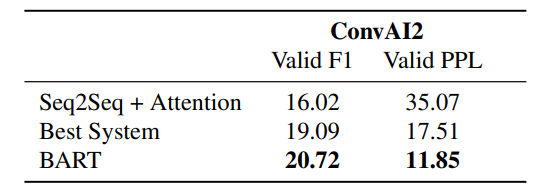 ConvAI2
Valid F1 Valid PPL
Seq2Seq + Attention 16.02 35.07
Best System 19.09 17.51
BART 20.72 11.85